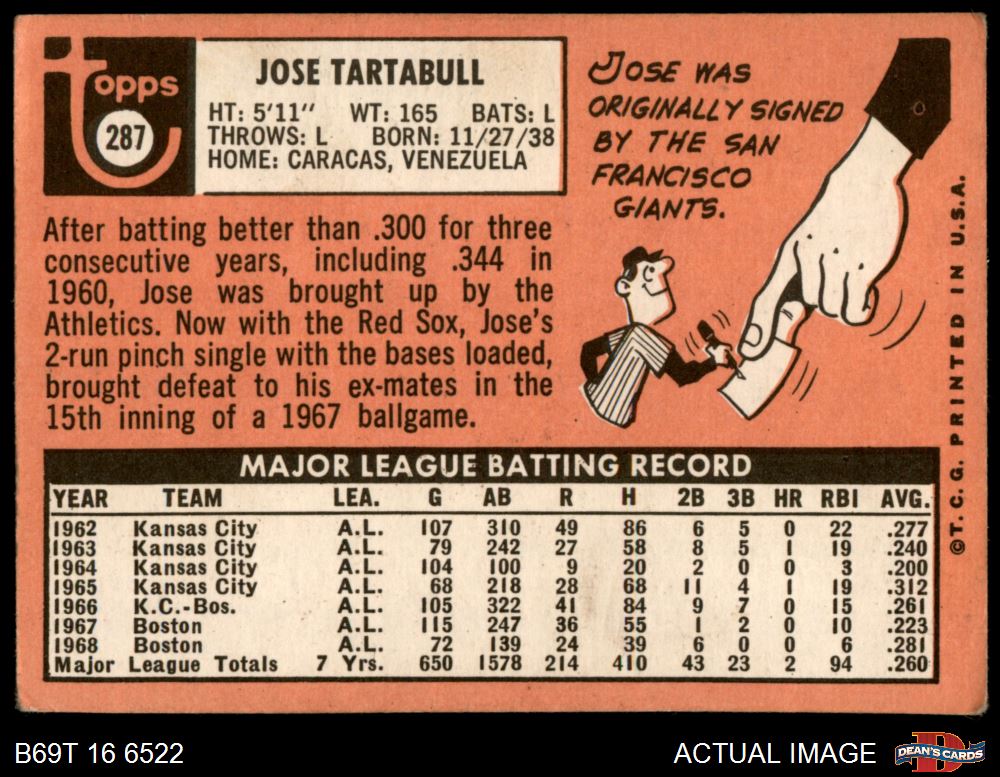 topps
287
JOSE TARTABULL
HT: 5'11" WT: 165 BATS: L
THROWS: L BORN: 11/27/38
HOME: CARACAS, VENEZUELA
JOSE WAS
ORIGINALLY SIGNED
BY THE SAN
FRANCISCO
GIANTS.
After batting better than .300 for three
consecutive years, including .344 in
1960, Jose was brought up by the
Athletics. Now with the Red Sox, Jose's
2-run pinch single with the bases loaded,
brought defeat to his ex-mates in the
15th inning of a 1967 ballgame.
©T.C.G. PRINTED IN U.S.A.
MAJOR LEAGUE BATTING RECORD
YEAR TEAM LEA. G AB R H 2B 3B HR RBI AVG.
1962 Kansas City A.L. 107 310 49 86 6 5 0 22 .277
1963 Kansas City A.L. 79 242 27 58 8 5 1 19 .240
1964 Kansas City A.L. 104 100 9 20 2 0 0 3 .200
1965 Kansas City A.L. 68 218 28 68 11 4 1 19 .312
1966 K.C.-Bos. A.L. 105 322 41 84 9 7 0 15 .261
1967 Boston A.L. 115 247 36 55 1 2 0 10 .223
1968 Boston A.L. 72 139 24 39 6 0 0 6 .281
Major League Totals 7 Yrs. 650 1578 214 410 43 23 2 94 .260
B69T 16 6522
ACTUAL IMAGE
D
DEAN'S CARDS